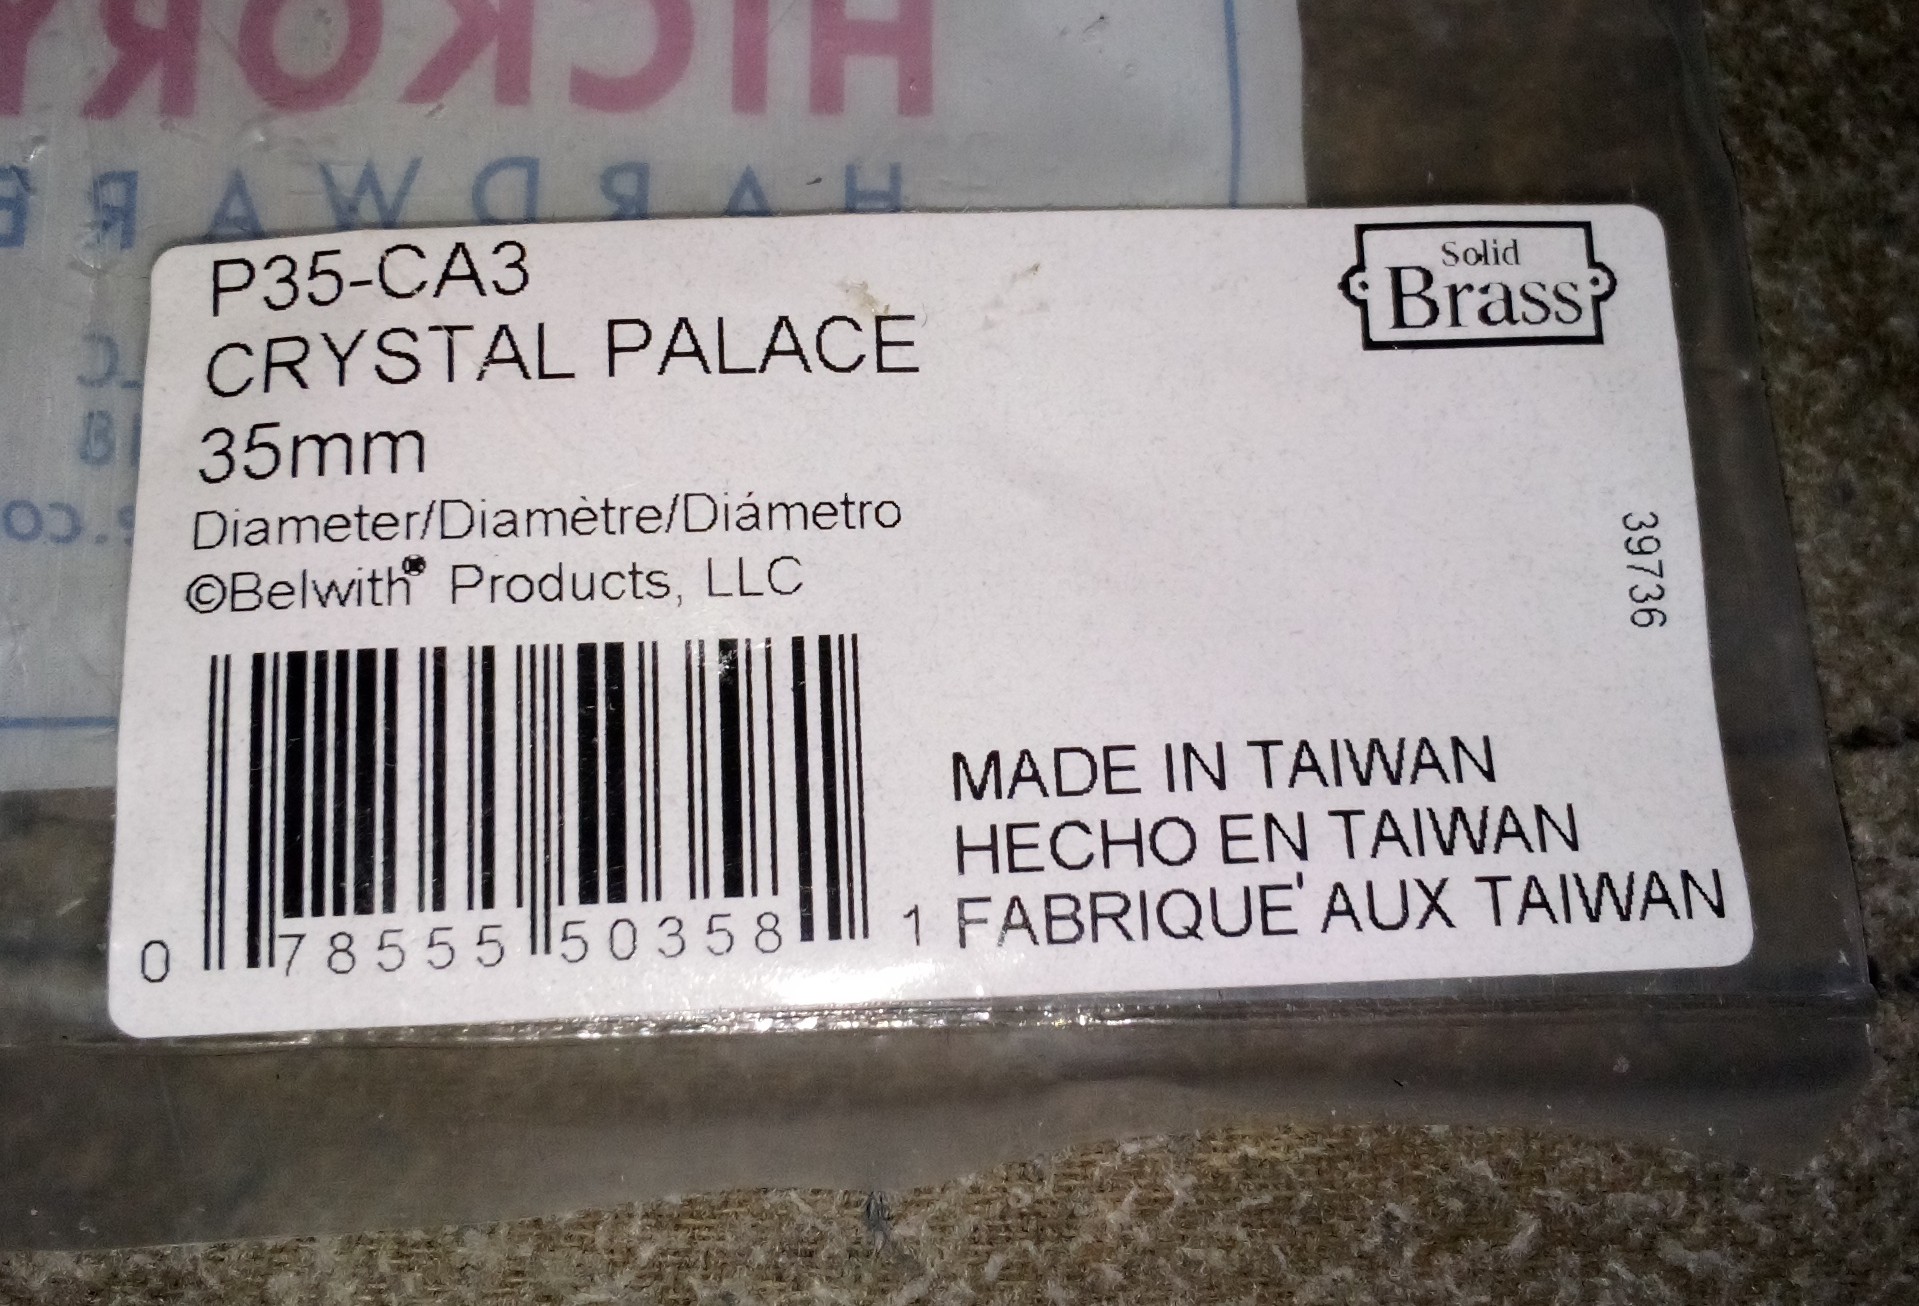 HICKORY
HARDWARE
P35-CA3
CRYSTAL PALACE
35mm
Diameter/Diamètre/Diámetro
©Belwith® Products, LLC
Solid
Brass
39736
0 78555 50358 1
MADE IN TAIWAN
HECHO EN TAIWAN
FABRIQUE' AUX TAIWAN